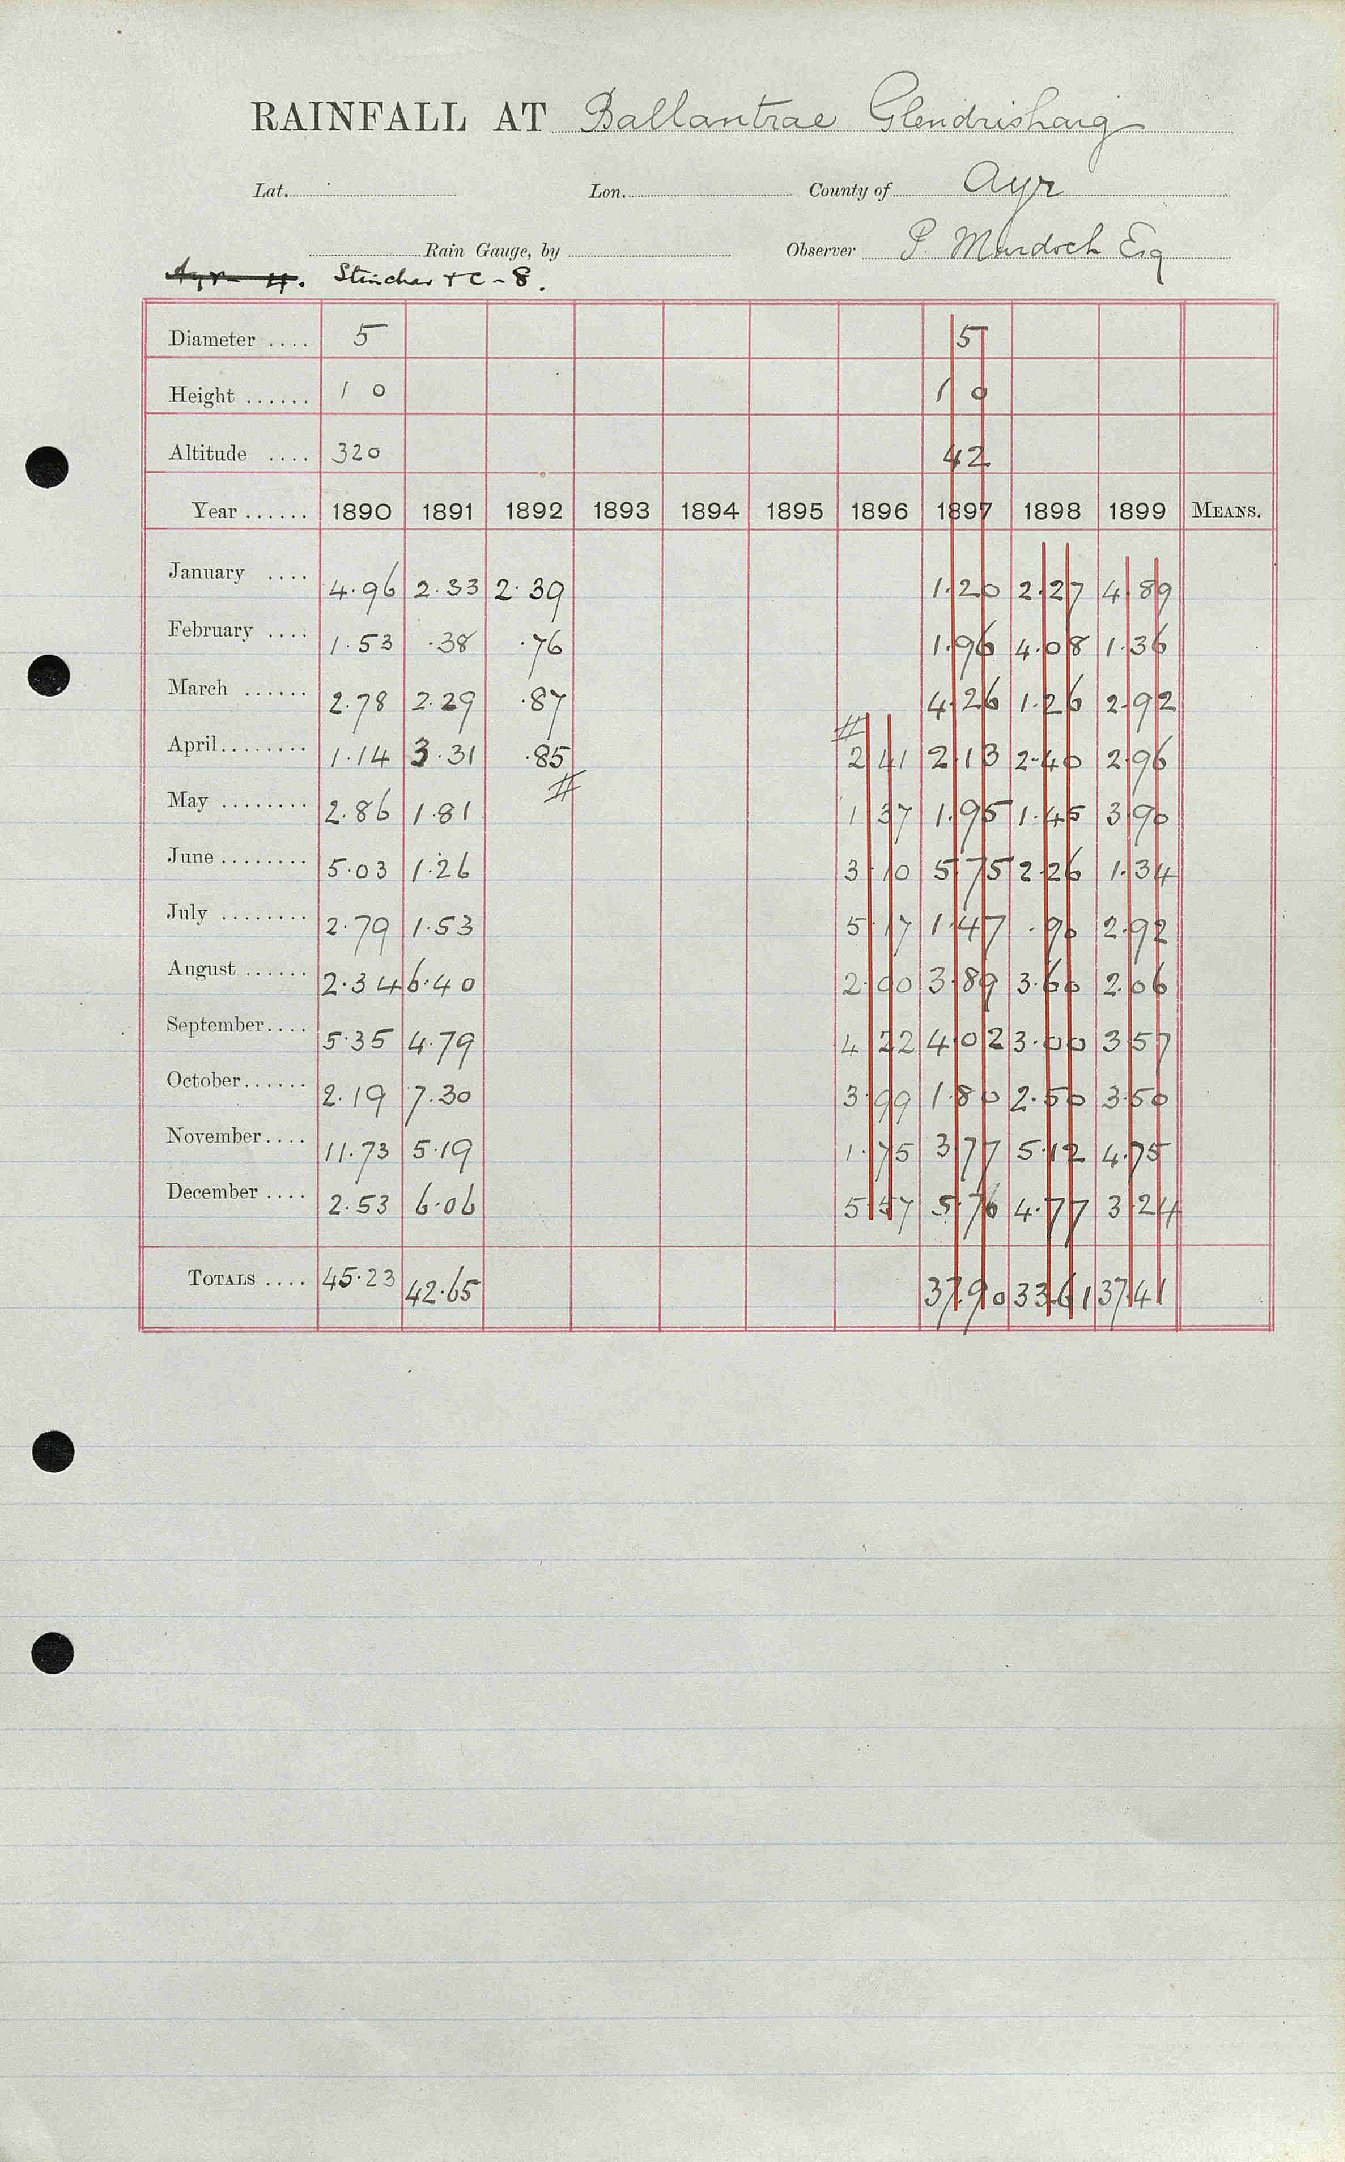 RAINFALL AT Ballantrae Glendrishaig
Lat. Lon. County of Ayr
Rain Gauge, by Observer P. Murdoch Esq
Ayr - 4. Stinchar & C - 8.
Diameter .... 5 5
Height ...... 1 0 1 0
Altitude .... 320 42
Year ...... 1890 1891 1892 1893 1894 1895 1896 1897 1898 1899 MEANS.
January .... 4.96 2.33 2.39 1.20 2.27 4.89
February .... 1.53 .38 .76 1.96 4.08 1.36
March ...... 2.78 2.29 .87 4.26 1.26 2.92
April........ 1.14 3.31 .85 2.41 2.13 2.40 2.96
May ........ 2.86 1.81 1.37 1.95 1.45 3.90
June ........ 5.03 1.26 3.10 5.75 2.26 1.34
July ........ 2.79 1.53 5.17 1.47 .90 2.92
August ...... 2.34 6.40 2.00 3.89 3.60 2.06
September.... 5.35 4.79 4.22 4.02 3.00 3.57
October...... 2.19 7.30 3.99 1.80 2.50 3.50
November.... 11.73 5.19 1.75 3.77 5.12 4.75
December .... 2.53 6.06 5.57 5.76 4.77 3.24
TOTALS .... 45.23 42.65 37.90 33.61 37.41